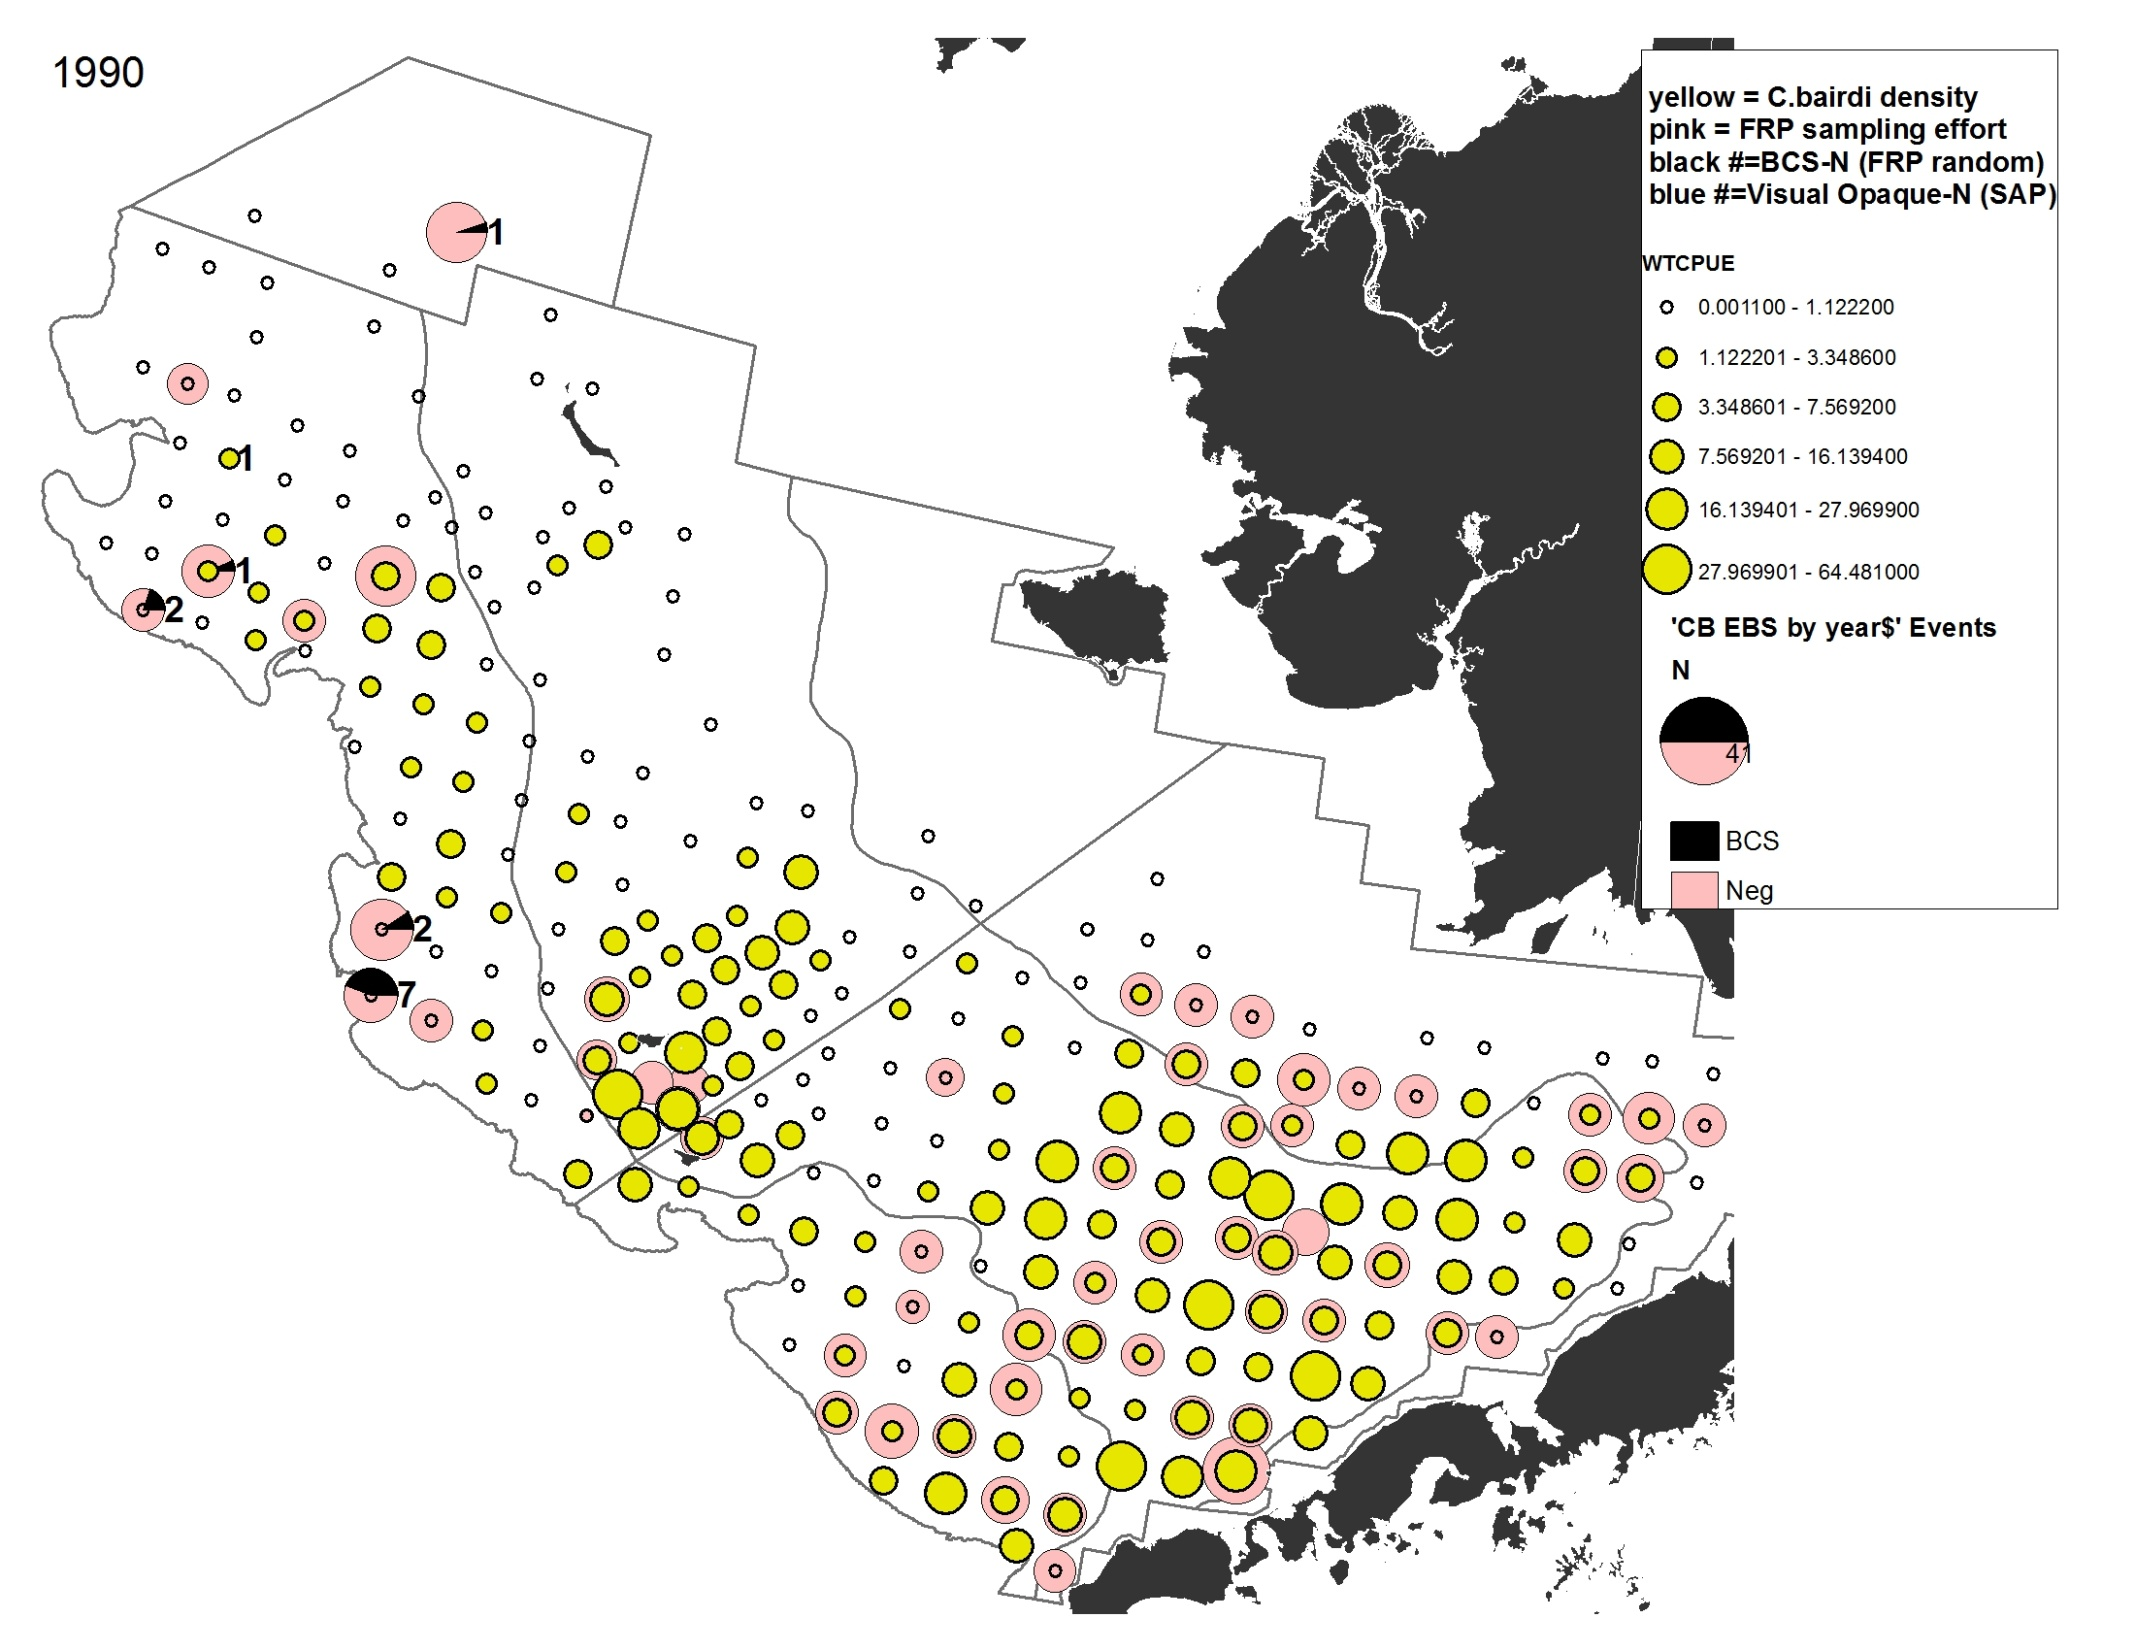 1990
yellow = C.bairdi density
pink = FRP sampling effort
black #=BCS-N (FRP random)
blue #=Visual Opaque-N (SAP)
WTCPUE
0.001100 - 1.122200
1.122201 - 3.348600
3.348601 - 7.569200
7.569201 - 16.139400
16.139401 - 27.969900
27.969901 - 64.481000
'CB EBS by year$' Events
N
41
BCS
Neg
1
1
1
2
2
7